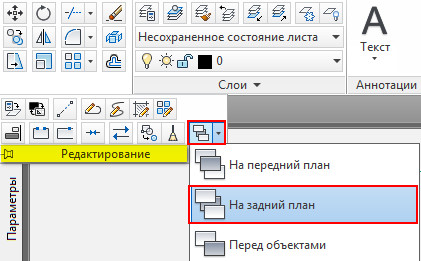 Несохраненное состояние листа
0
Слои
А
Текст
Аннотации
Редактирование
Параметры
На передний план
На задний план
Перед объектами